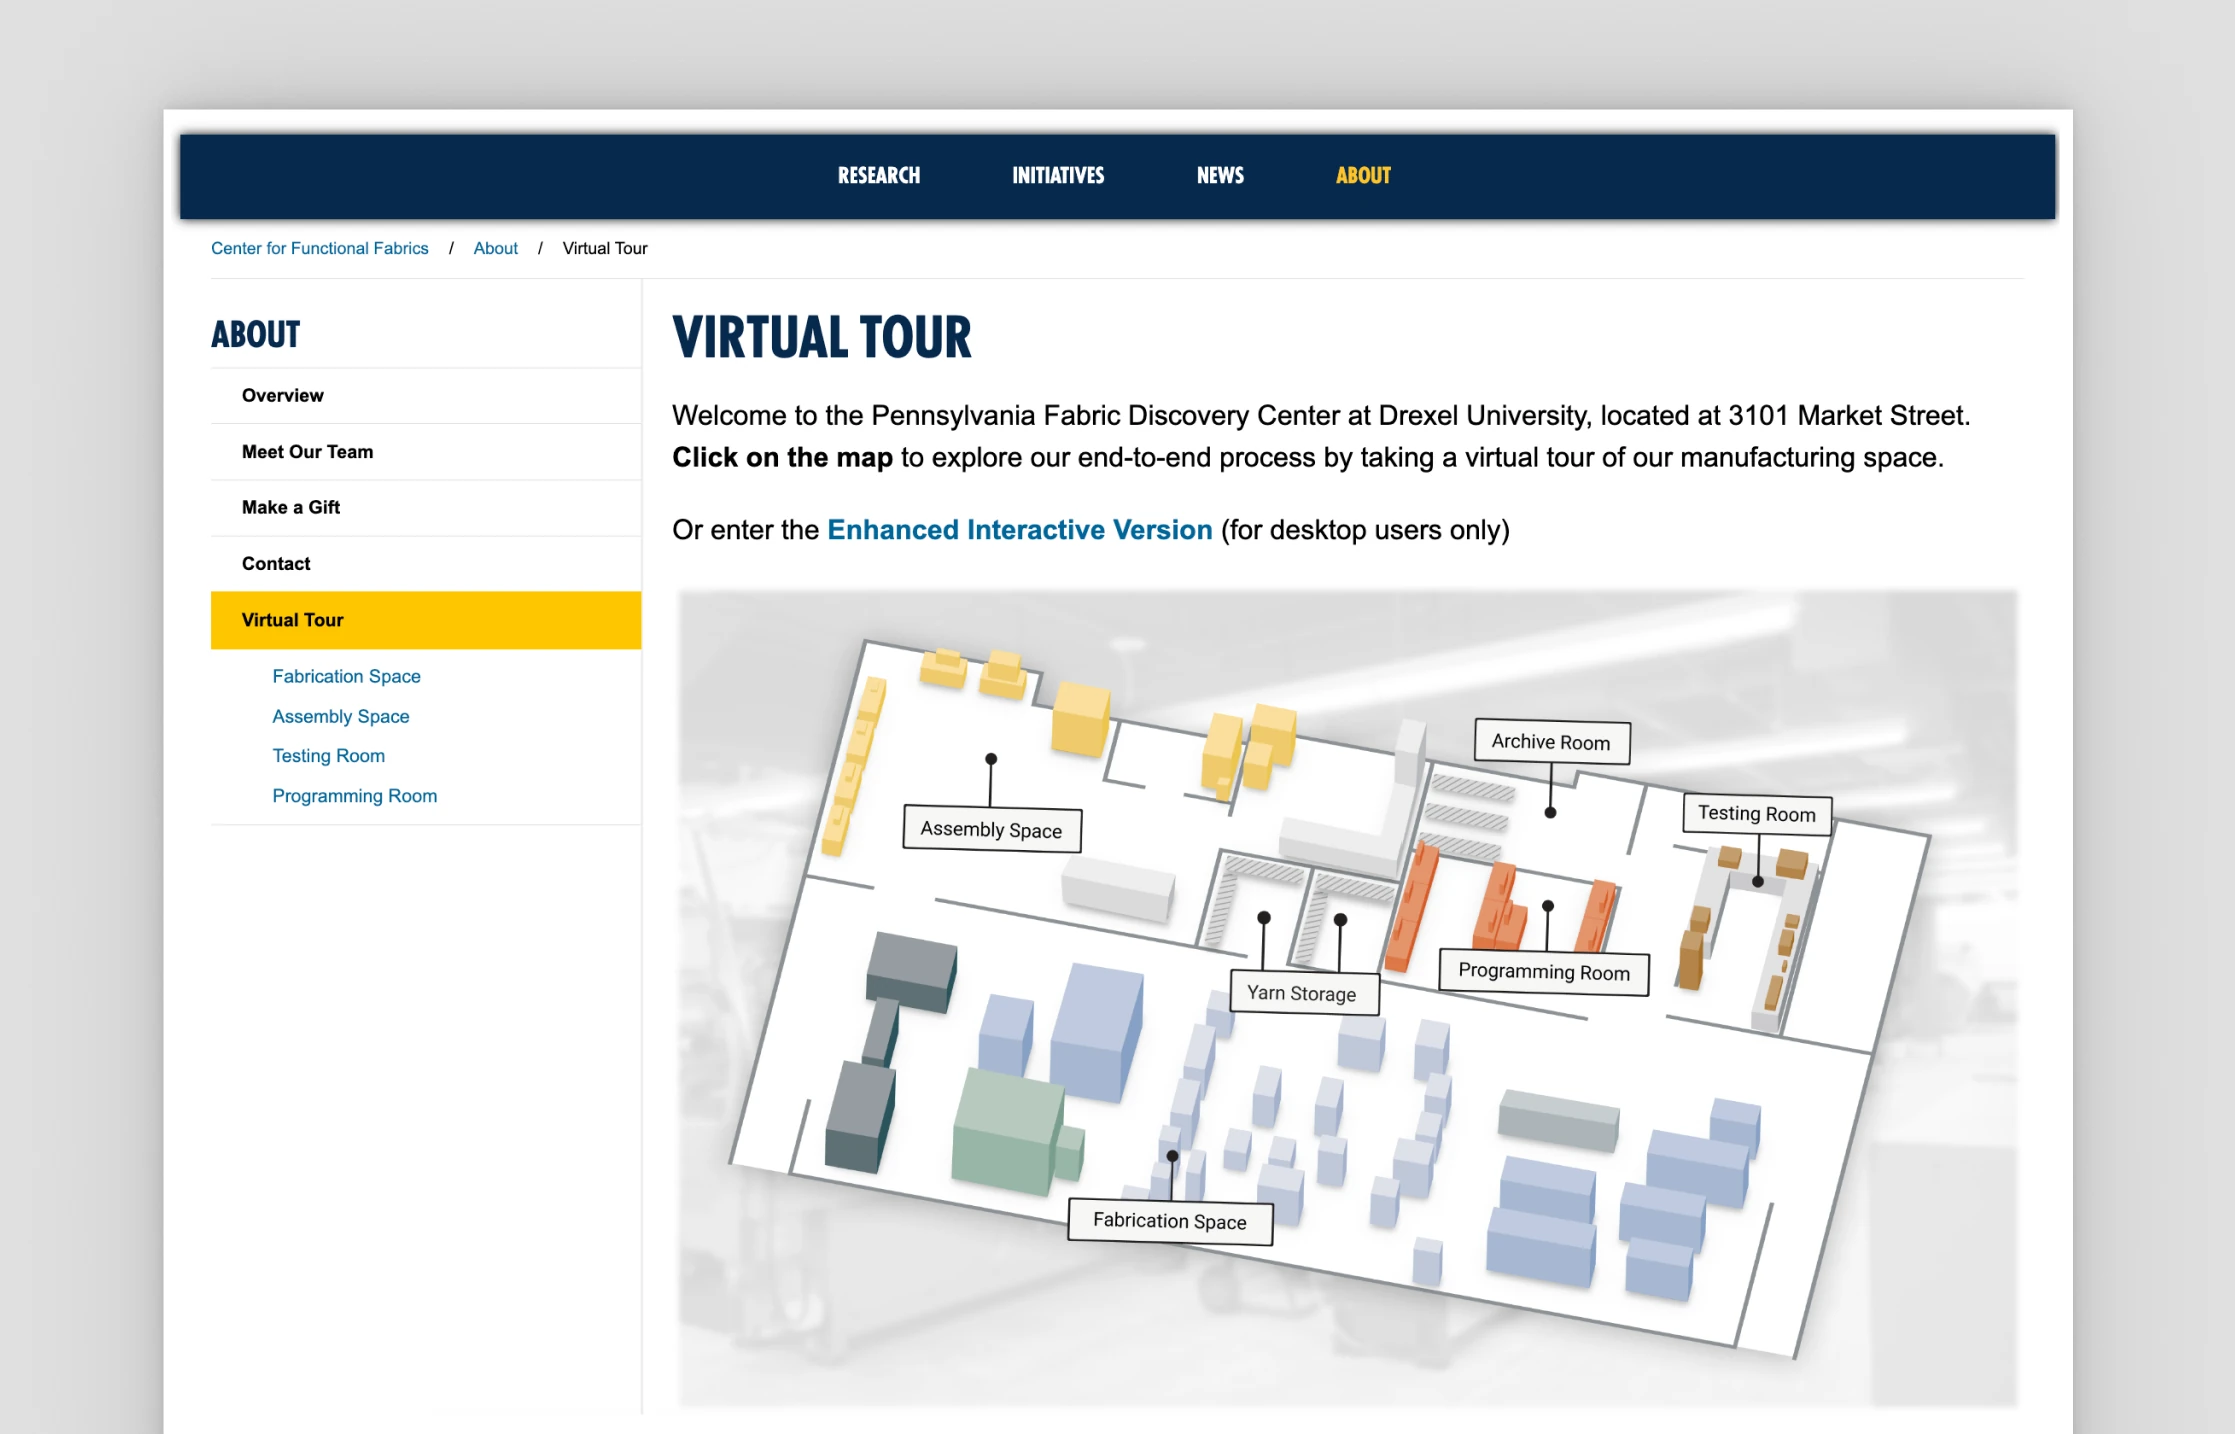 RESEARCH INITIATIVES NEWS ABOUT
Center for Functional Fabrics / About / Virtual Tour
ABOUT
Overview
Meet Our Team
Make a Gift
Contact
Virtual Tour
Fabrication Space
Assembly Space
Testing Room
Programming Room
VIRTUAL TOUR
Welcome to the Pennsylvania Fabric Discovery Center at Drexel University, located at 3101 Market Street.
Click on the map to explore our end-to-end process by taking a virtual tour of our manufacturing space.
Or enter the Enhanced Interactive Version (for desktop users only)
Archive Room
Testing Room
Assembly Space
Programming Room
Yarn Storage
Fabrication Space